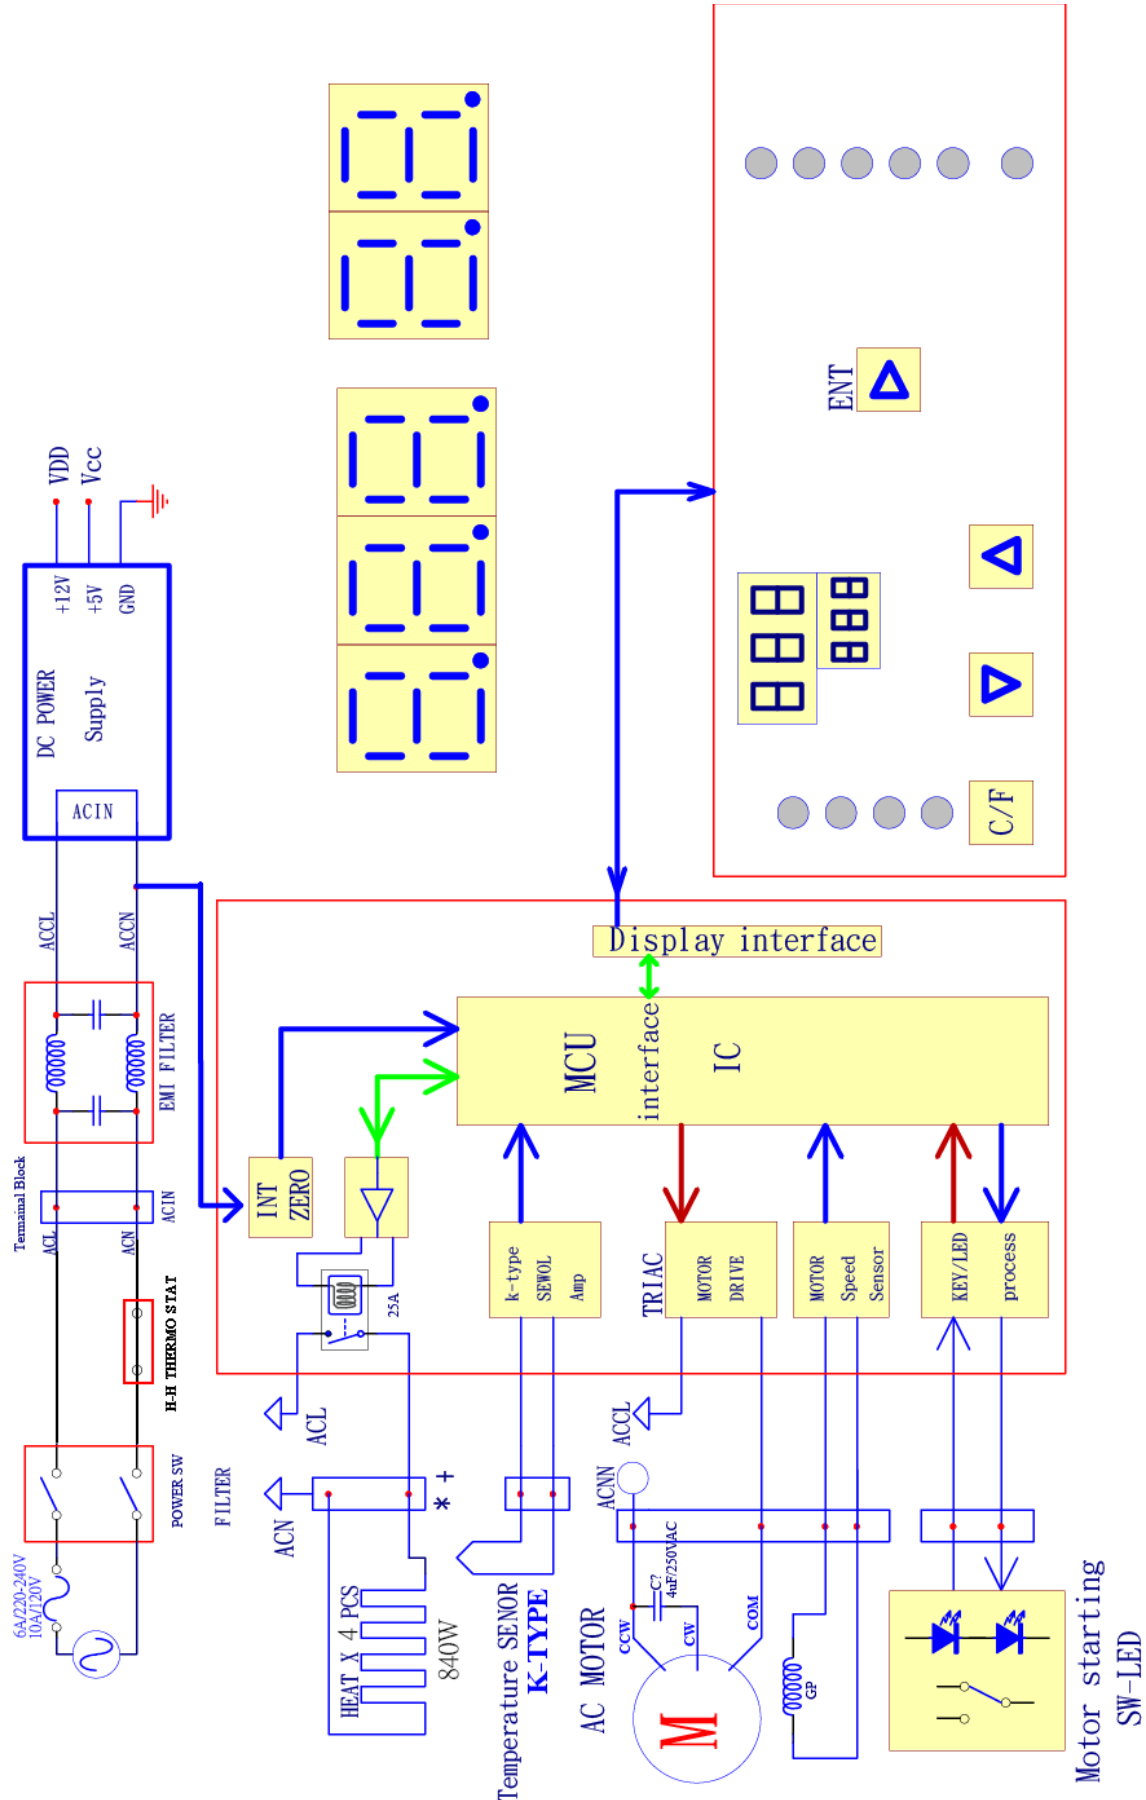 6A/220-240V
10A/120V
POWER SW
H-H THERMO STAT
Termainal Block
ACL
ACN
ACIN
EMI FILTER
ACCL
ACCN
ACIN
DC POWER
Supply
+12V
+5V
GND
VDD
Vcc
FILTER
ACN
ACL
* +
HEAT X 4 PCS
840W
25A
INT
ZERO
Temperature SENOR
K-TYPE
k-type
SEWOL
Amp
MCU
interface
IC
Display interface
AC MOTOR
M
CCW
CW
COM
C?
4uF/250VAC
ACNN
ACCL
TRIAC
MOTOR
DRIVE
GP
MOTOR
Speed
Sensor
KEY/LED
process
Motor starting
SW-LED
C/F
ENT